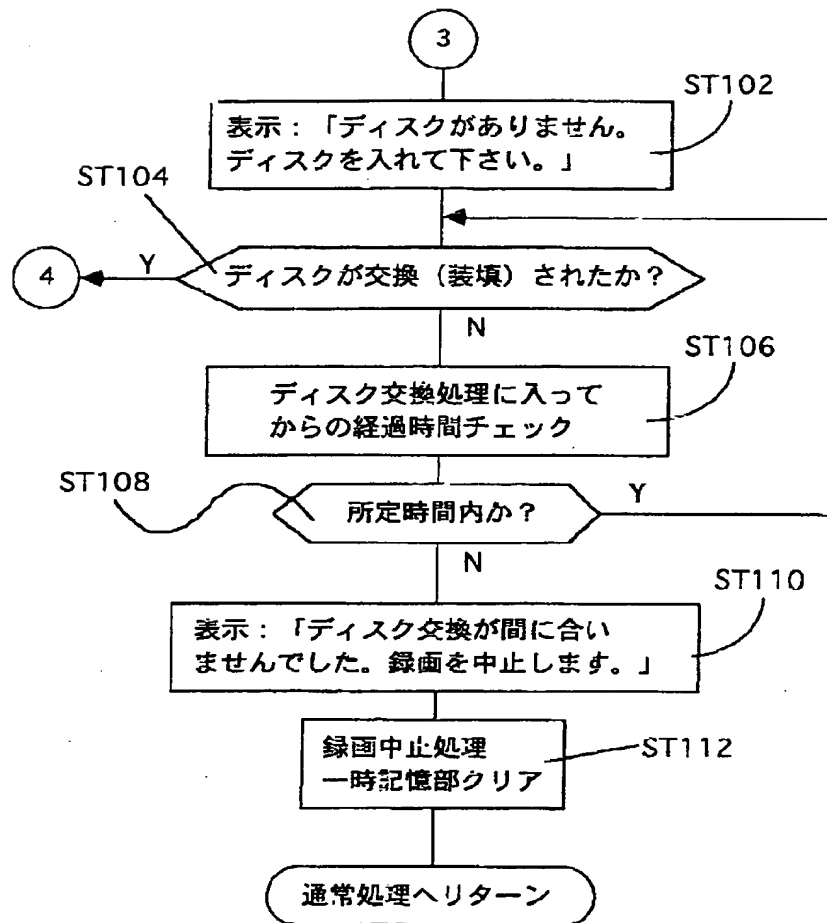 3
ST102
表示：「ディスクがありません。
ディスクを入れて下さい。」
ST104
4
Y
ディスクが交換（装填）されたか？
N
ST106
ディスク交換処理に入って
からの経過時間チェック
ST108
所定時間内か？
Y
N
ST110
表示：「ディスク交換が間に合い
ませんでした。録画を中止します。」
録画中止処理
一時記憶部クリア
ST112
通常処理へリターン